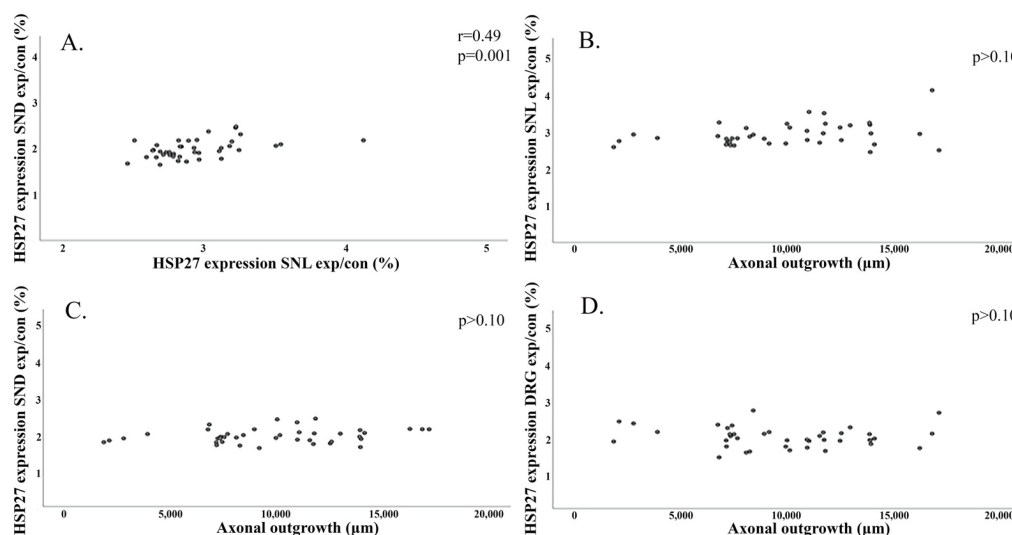 A.
r=0.49
p=0.001
HSP27 expression SND exp/con (%)
4
3
2
1
2 3 4 5
HSP27 expression SNL exp/con (%)
B.
p>0.10
HSP27 expression SNL exp/con (%)
5
4
3
2
1
0 5,000 10,000 15,000 20,000
Axonal outgrowth (μm)
C.
p>0.10
HSP27 expression SND exp/con (%)
5
4
3
2
1
0 5,000 10,000 15,000 20,000
Axonal outgrowth (μm)
D.
p>0.10
HSP27 expression DRG exp/con (%)
5
4
3
2
1
0 5,000 10,000 15,000 20,000
Axonal outgrowth (μm)